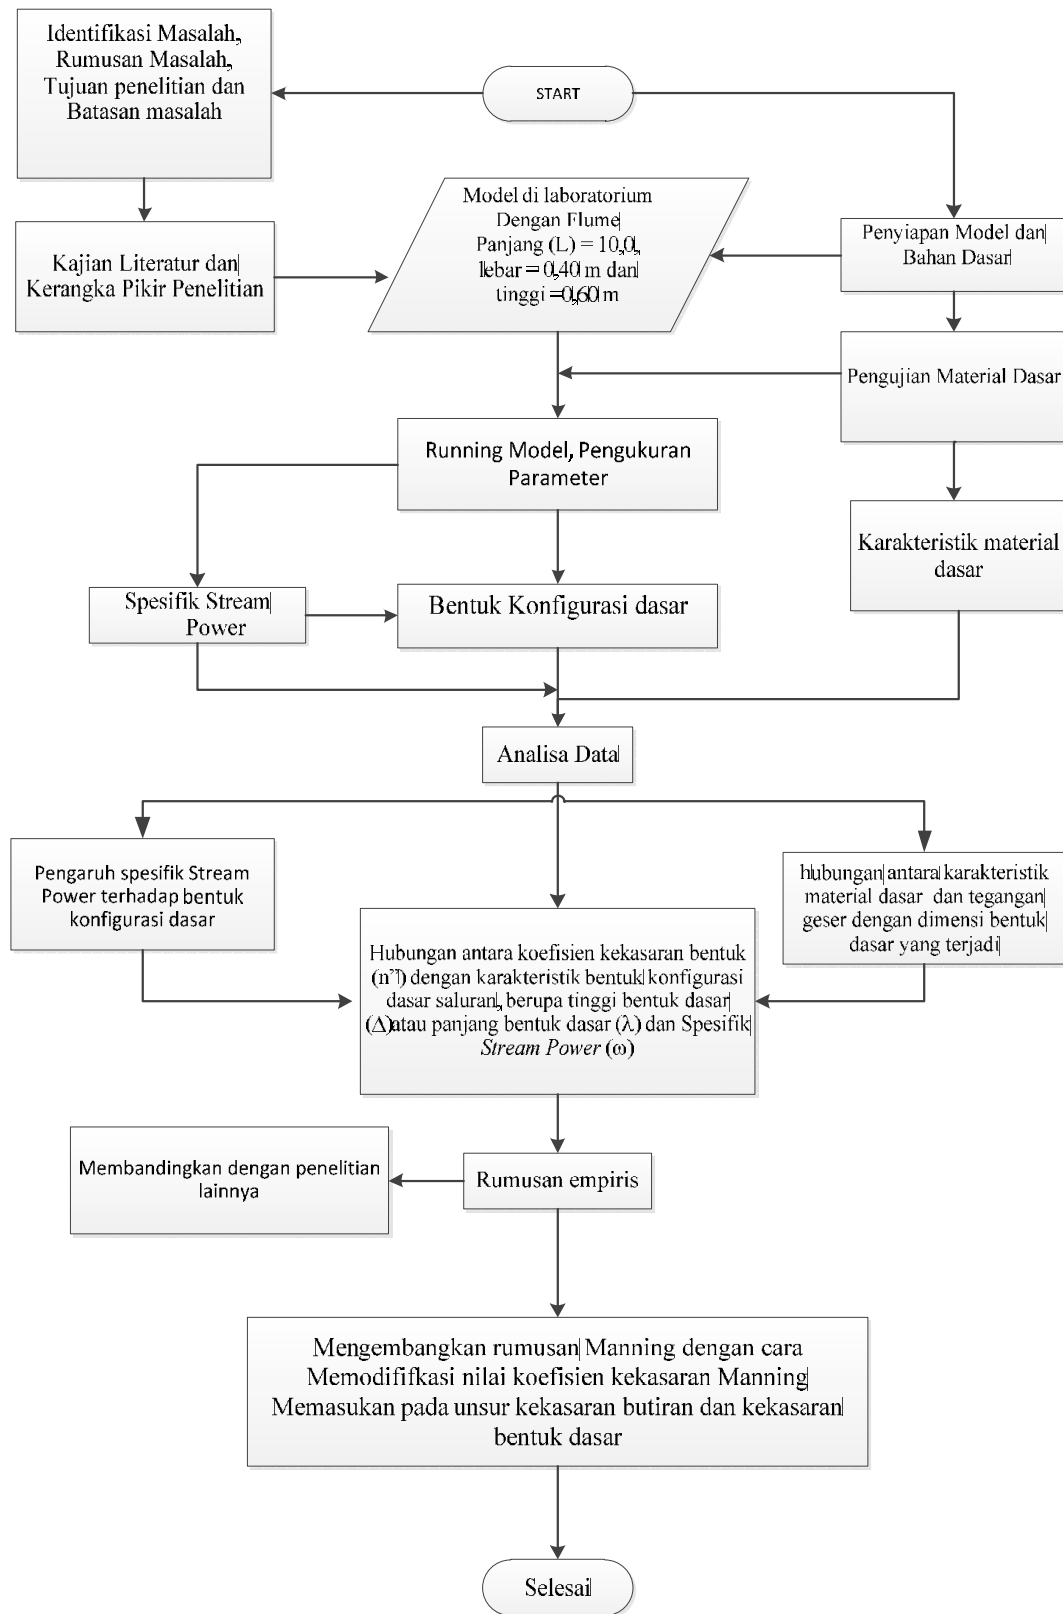 Identifikasi Masalah,
Rumusan Masalah,
Tujuan penelitian dan
Batasan masalah
START
Model di laboratorium
Dengan Flume
Panjang (L) = 10,0,
lebar = 0,40 m dan
tinggi =0,60 m
Penyiapan Model dan
Bahan Dasar
Kajian Literatur dan
Kerangka Pikir Penelitian
Pengujian Material Dasar
Running Model, Pengukuran
Parameter
Karakteristik material
dasar
Spesifik Stream
Power
Bentuk Konfigurasi dasar
Analisa Data
Pengaruh spesifik Stream
Power terhadap bentuk
konfigurasi dasar
hubungan antara karakteristik
material dasar dan tegangan
geser dengan dimensi bentuk
dasar yang terjadi
Hubungan antara koefisien kekasaran bentuk
(n") dengan karakteristik bentuk konfigurasi
dasar saluran, berupa tinggi bentuk dasar
(Δ)atau panjang bentuk dasar (λ) dan Spesifik
Stream Power (ω)
Membandingkan dengan penelitian
lainnya
Rumusan empiris
Mengembangkan rumusan Manning dengan cara
Memodififkasi nilai koefisien kekasaran Manning
Memasukan pada unsur kekasaran butiran dan kekasaran
bentuk dasar
Selesai